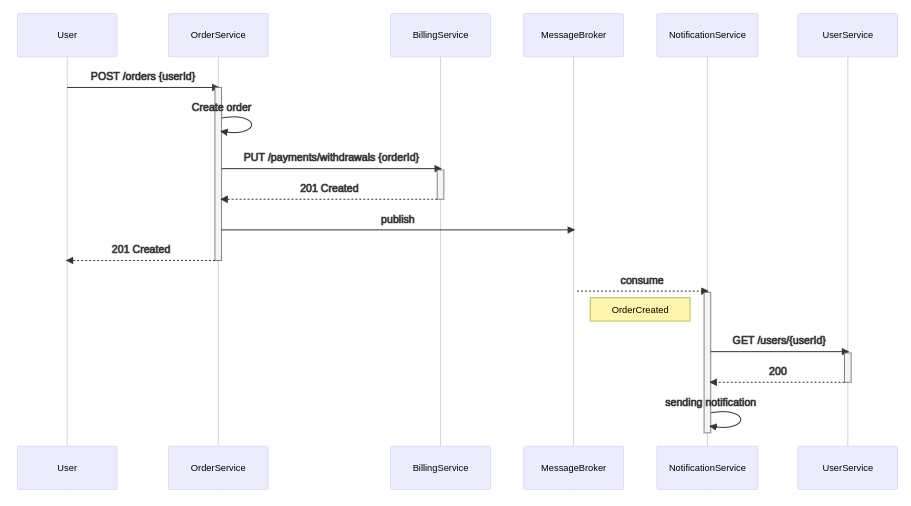 User
OrderService
BillingService
MessageBroker
NotificationService
UserService
POST /orders {userId}
Create order
PUT /payments/withdrawals {orderId}
201 Created
publish
201 Created
consume
OrderCreated
GET /users/{userId}
200
sending notification
User
OrderService
BillingService
MessageBroker
NotificationService
UserService